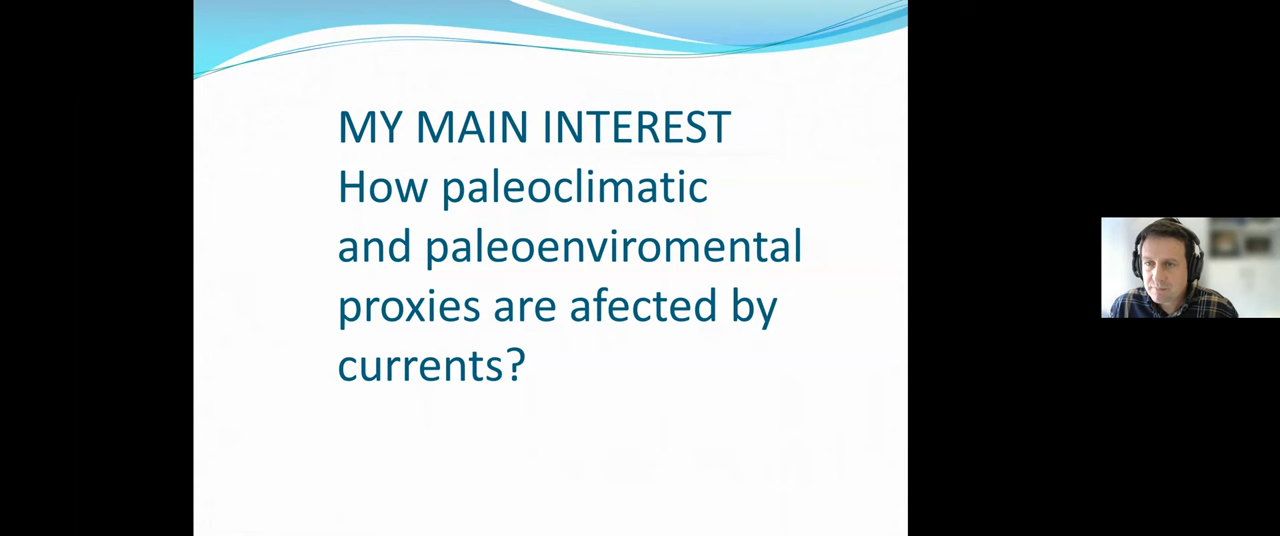 MY MAIN INTEREST
How paleoclimatic
and paleoenviromental
proxies are afected by
currents?